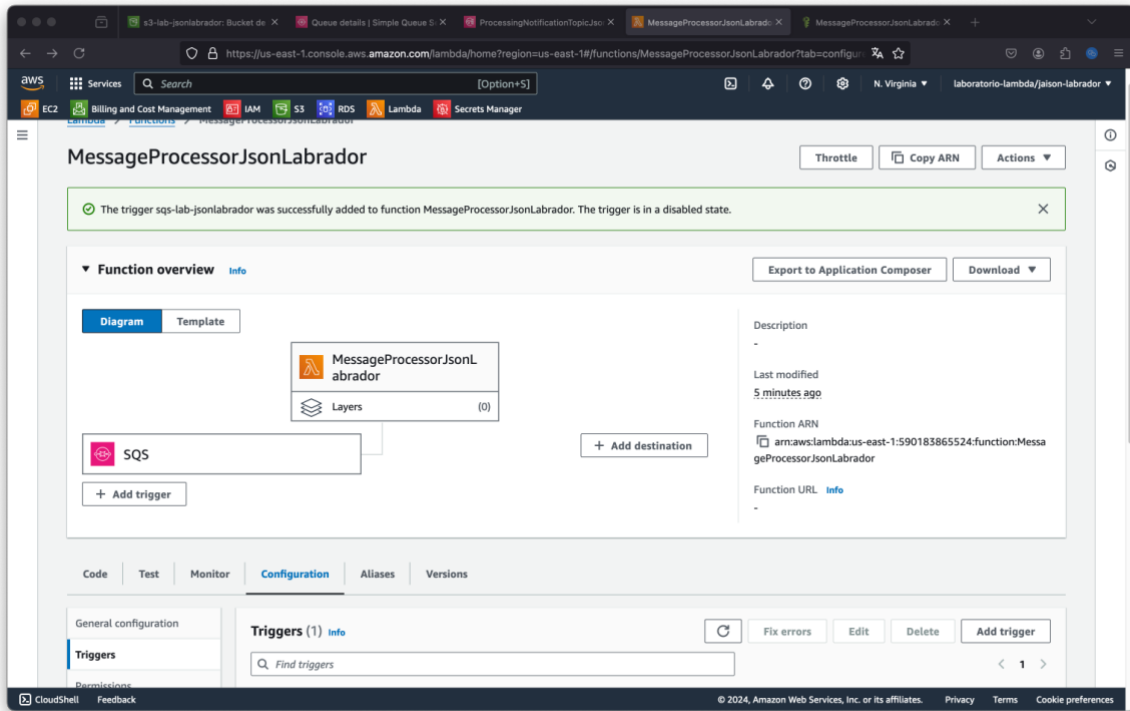 s3-lab-jsonlabrador: Bucket de
Queue details | Simple Queue S
ProcessingNotificationTopicJso
MessageProcessorJsonLabrado
MessageProcessorJsonLabrado
https://us-east-1.console.aws.amazon.com/lambda/home?region=us-east-1#/functions/MessageProcessorJsonLabrador?tab=configur
aws
Services
Search
[Option+S]
N. Virginia
laboratorio-lambda/jaison-labrador
EC2
Billing and Cost Management
IAM
S3
RDS
Lambda
Secrets Manager
Lambda
Functions
MessageProcessorJsonLabrador
MessageProcessorJsonLabrador
Throttle
Copy ARN
Actions
The trigger sqs-lab-jsonlabrador was successfully added to function MessageProcessorJsonLabrador. The trigger is in a disabled state.
Function overview Info
Export to Application Composer
Download
Diagram
Template
MessageProcessorJsonL
abrador
Layers
(0)
SQS
+ Add trigger
+ Add destination
Description
-
Last modified
5 minutes ago
Function ARN
arn:aws:lambda:us-east-1:590183865524:function:Messa
geProcessorJsonLabrador
Function URL Info
-
Code
Test
Monitor
Configuration
Aliases
Versions
General configuration
Triggers
Permissions
Triggers (1) Info
Fix errors
Edit
Delete
Add trigger
Find triggers
1
CloudShell
Feedback
© 2024, Amazon Web Services, Inc. or its affiliates.
Privacy
Terms
Cookie preferences